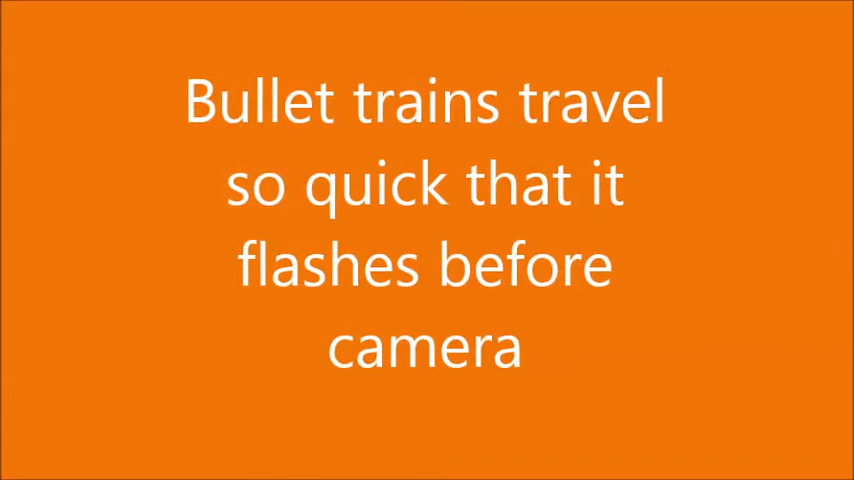 Bullet trains travel
so quick that it
flashes before
camera